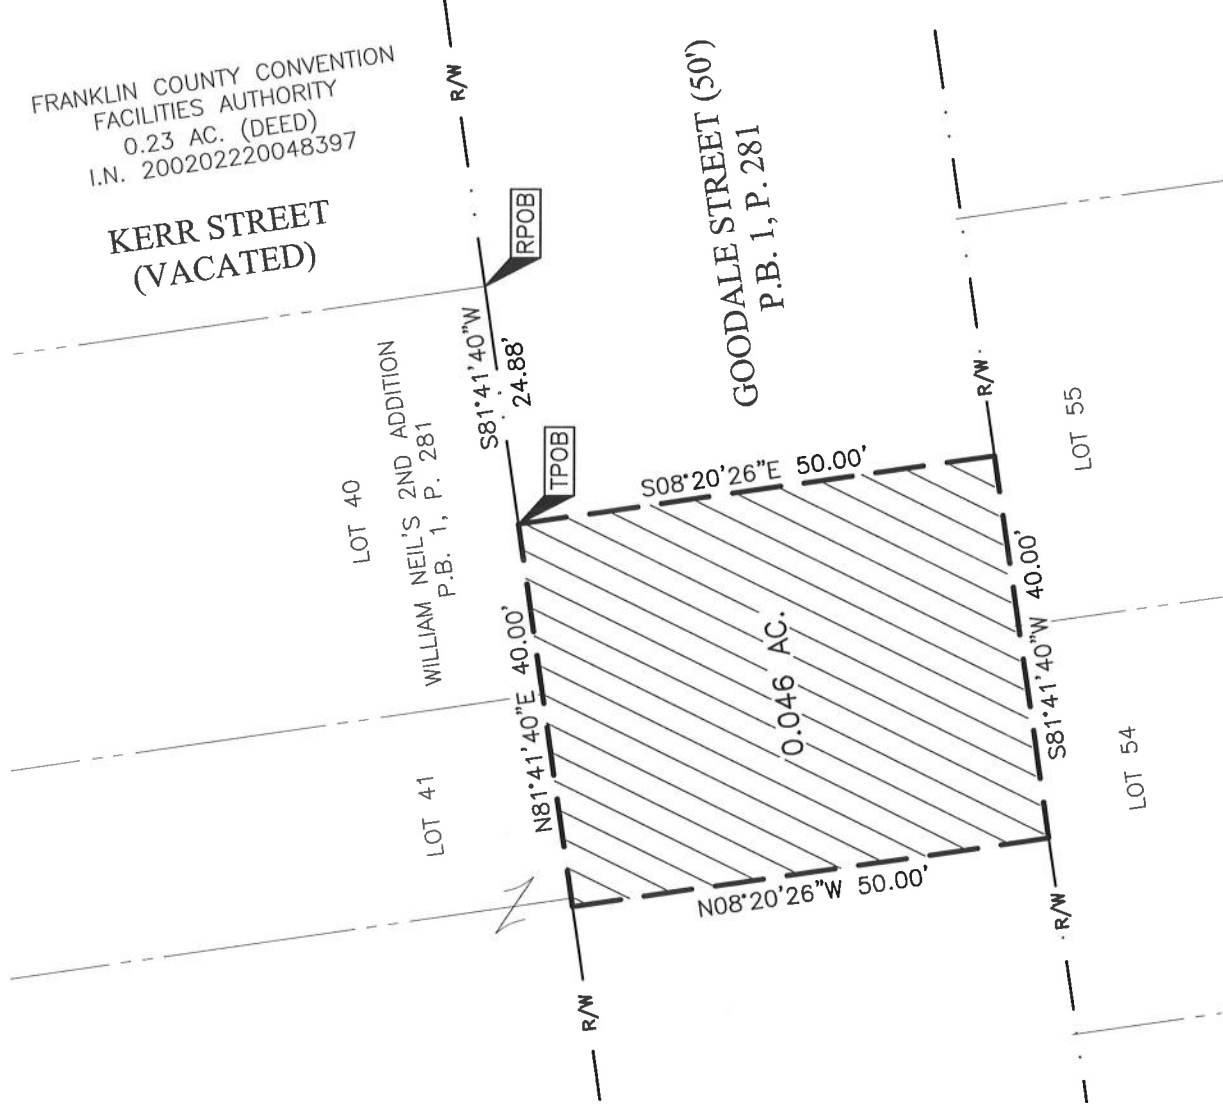 FRANKLIN COUNTY CONVENTION
FACILITIES AUTHORITY
0.23 AC. (DEED)
I.N. 200202220048397
KERR STREET
(VACATED)
R/W
RPOB
GOODALE STREET (50')
P.B. 1, P. 281
S81°41'40"W
24.88'
R/W
LOT 40
WILLIAM NEIL'S 2ND ADDITION
P.B. 1, P. 281
TPOB
S08°20'26"E 50.00'
LOT 55
N81°41'40"E 40.00'
0.046 AC.
S81°41'40"W 40.00'
LOT 41
LOT 54
N08°20'26"W 50.00'
R/W
R/W